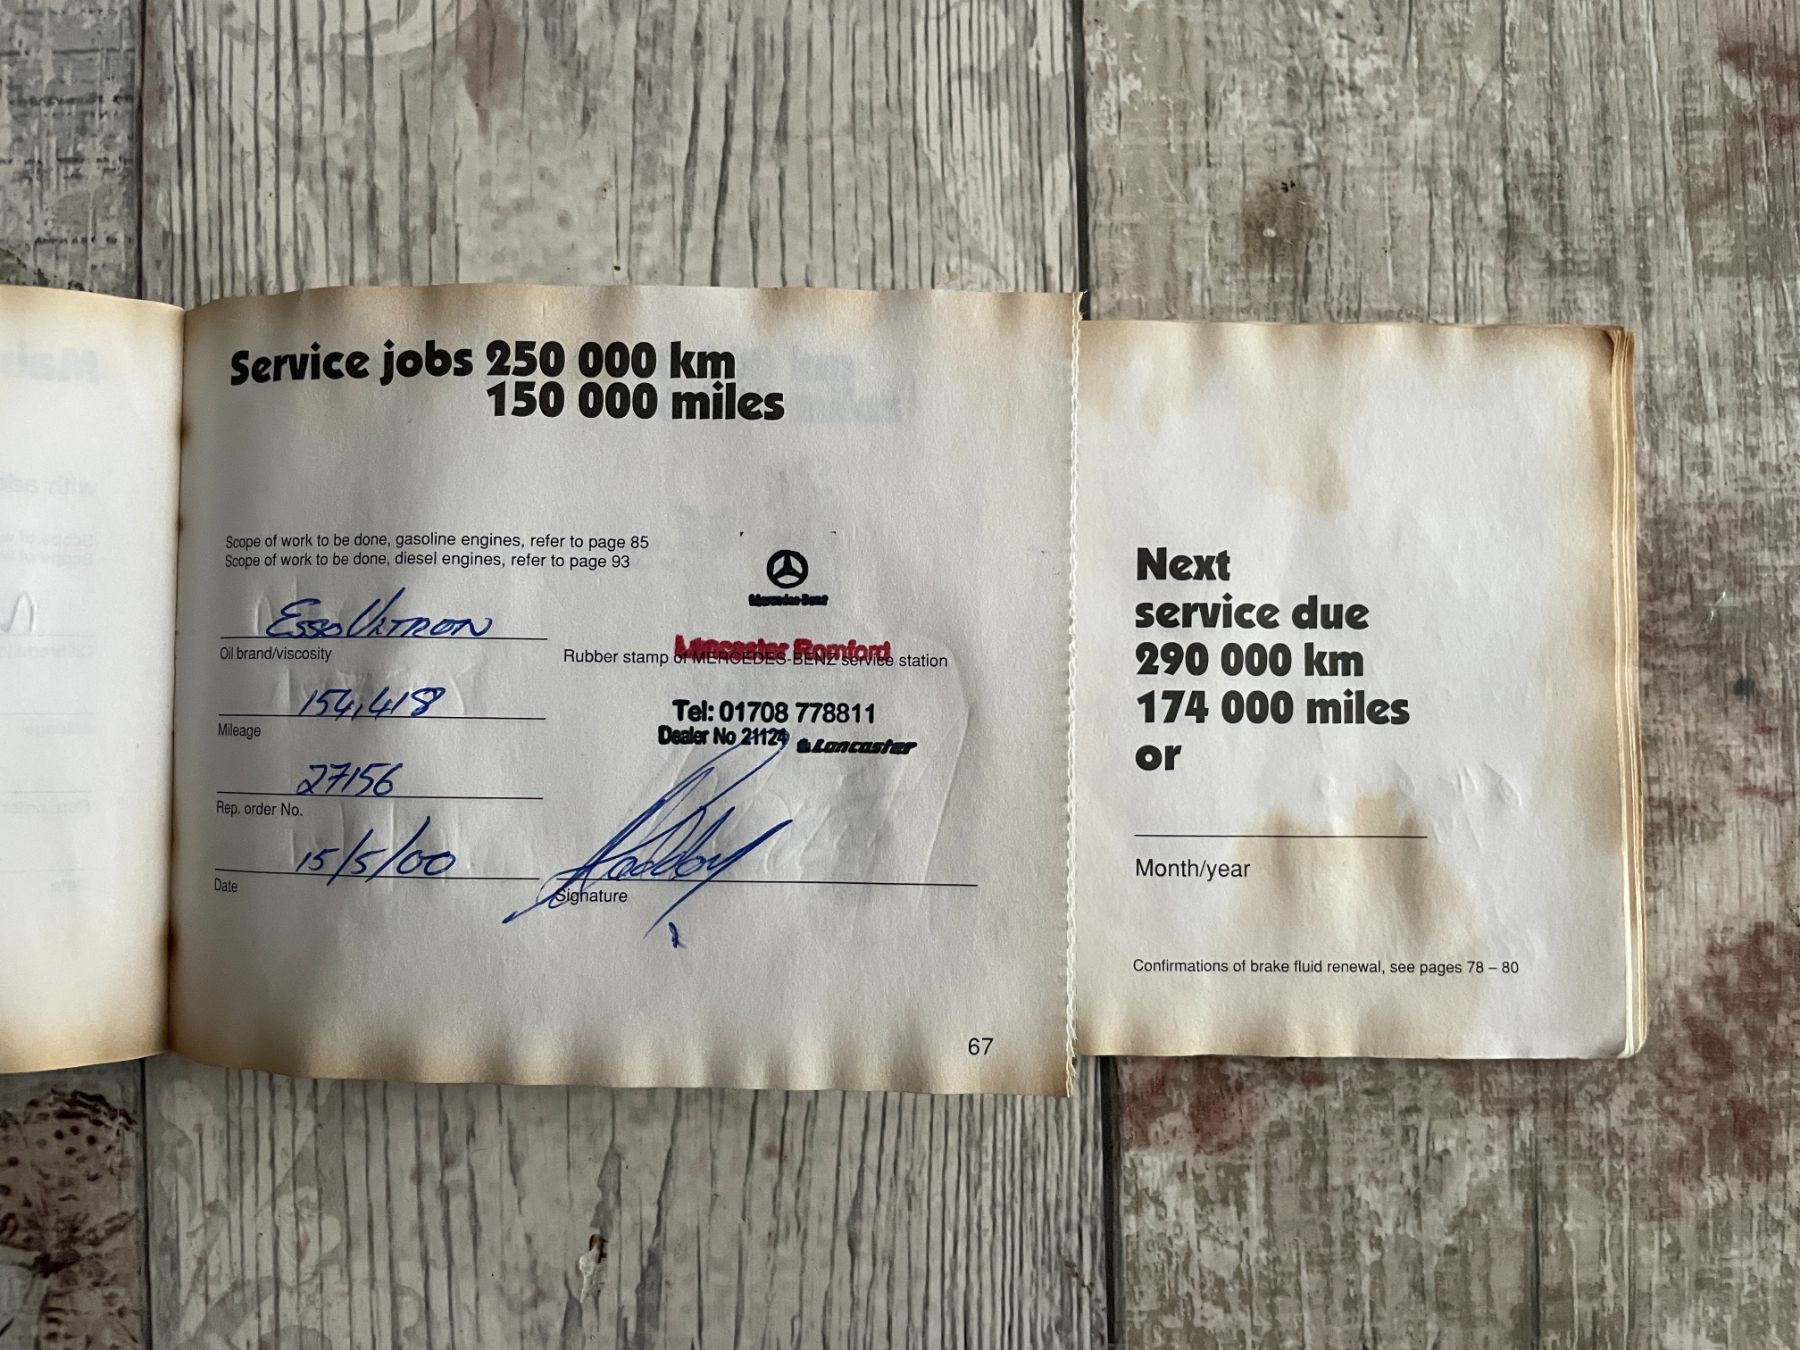 Service jobs 250 000 km
150 000 miles
Scope of work to be done, gasoline engines, refer to page 85
Scope of work to be done, diesel engines, refer to page 93
Esso Ultron
Oil brand/viscosity
154,418
Mileage
27156
Rep. order No.
15/5/00
Date
Mercedes-Benz
Lancaster Romford
Rubber stamp of MERCEDES-BENZ service station
Tel: 01708 778811
Dealer No 21124 Lancaster
Signature
67
Next
service due
290 000 km
174 000 miles
or
Month/year
Confirmations of brake fluid renewal, see pages 78 – 80